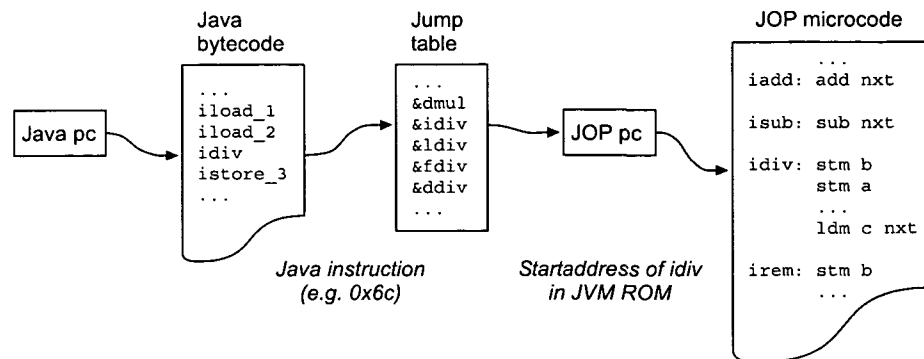 Java
bytecode
Jump
table
JOP microcode
Java pc
...
iload_1
iload_2
idiv
istore_3
...
...
&dmul
&idiv
&ldiv
&fdiv
&ddiv
...
JOP pc
...
iadd: add nxt
isub: sub nxt
idiv: stm b
stm a
...
ldm c nxt
irem: stm b
...
Java instruction
(e.g. 0x6c)
Startaddress of idiv
in JVM ROM